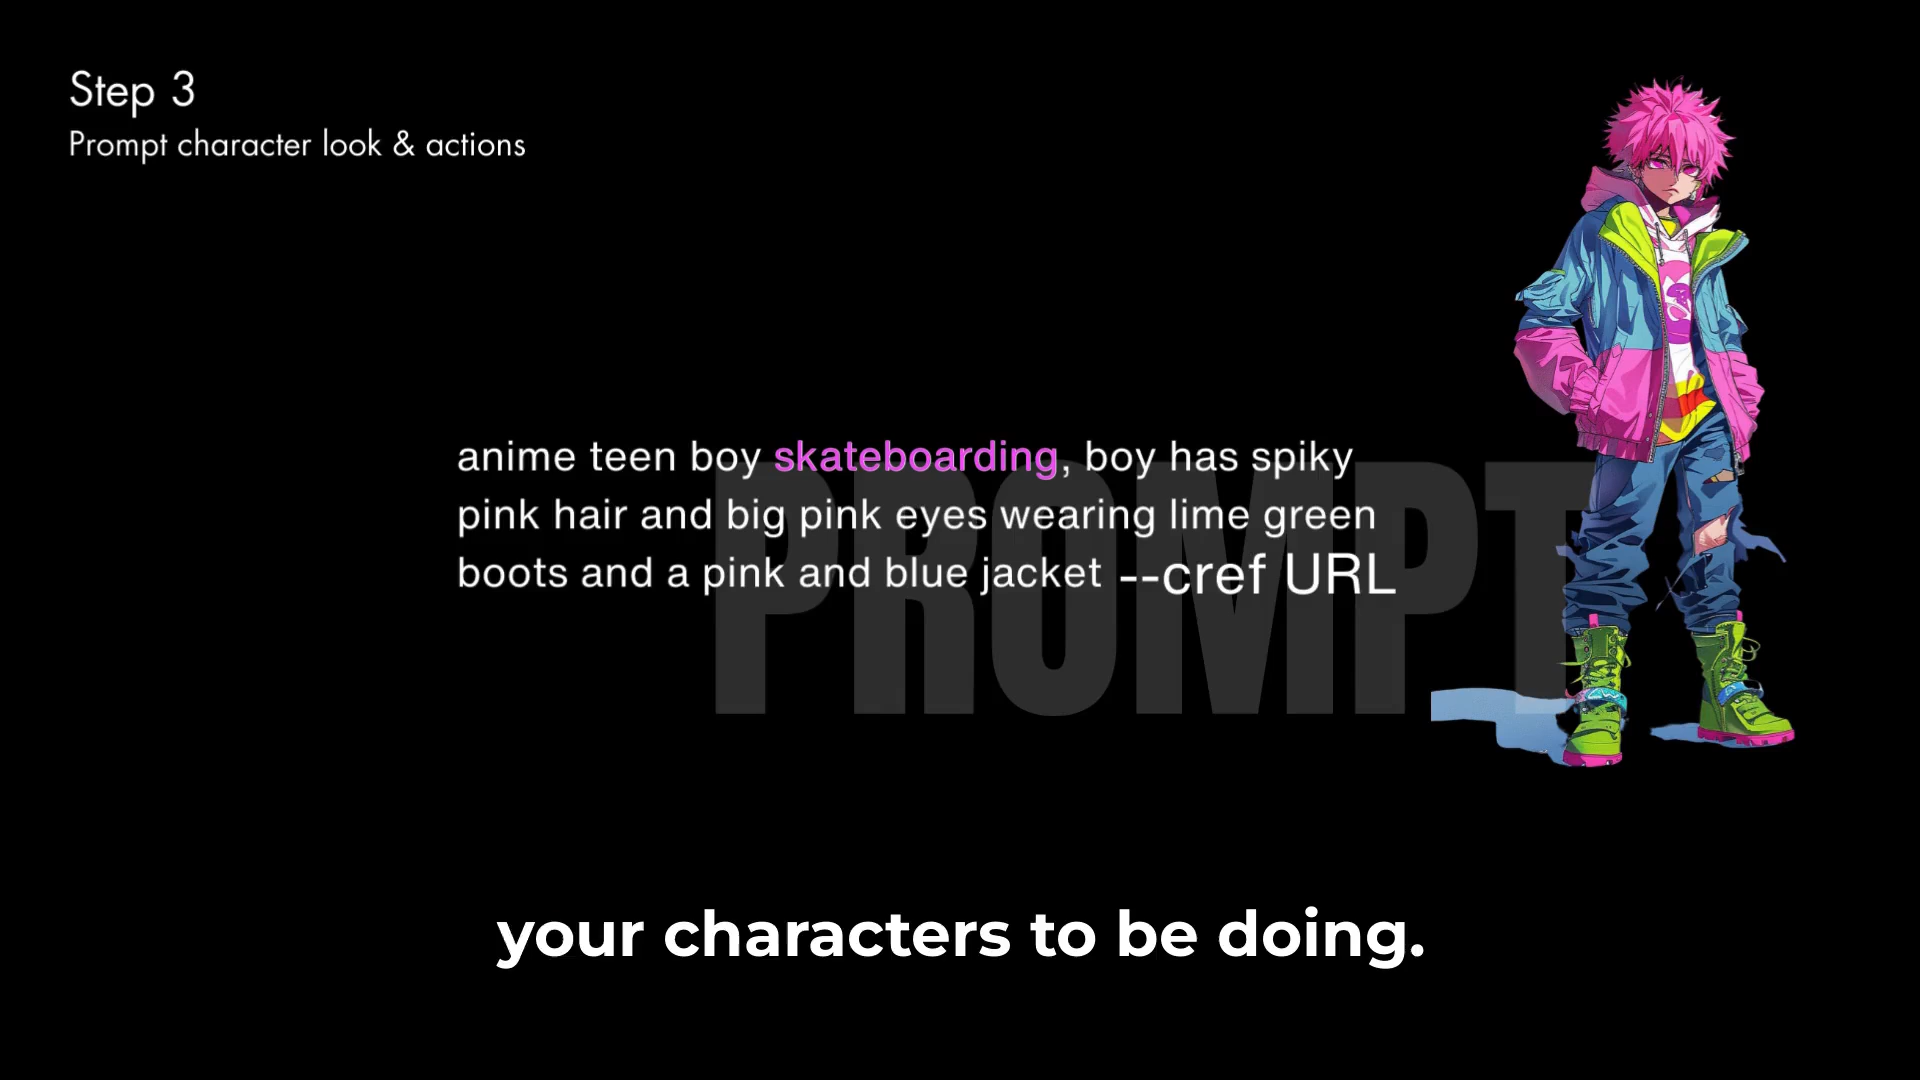 Step 3
Prompt character look & actions
anime teen boy skateboarding, boy has spiky
pink hair and big pink eyes wearing lime green
boots and a pink and blue jacket --cref URL
PROMPT
your characters to be doing.